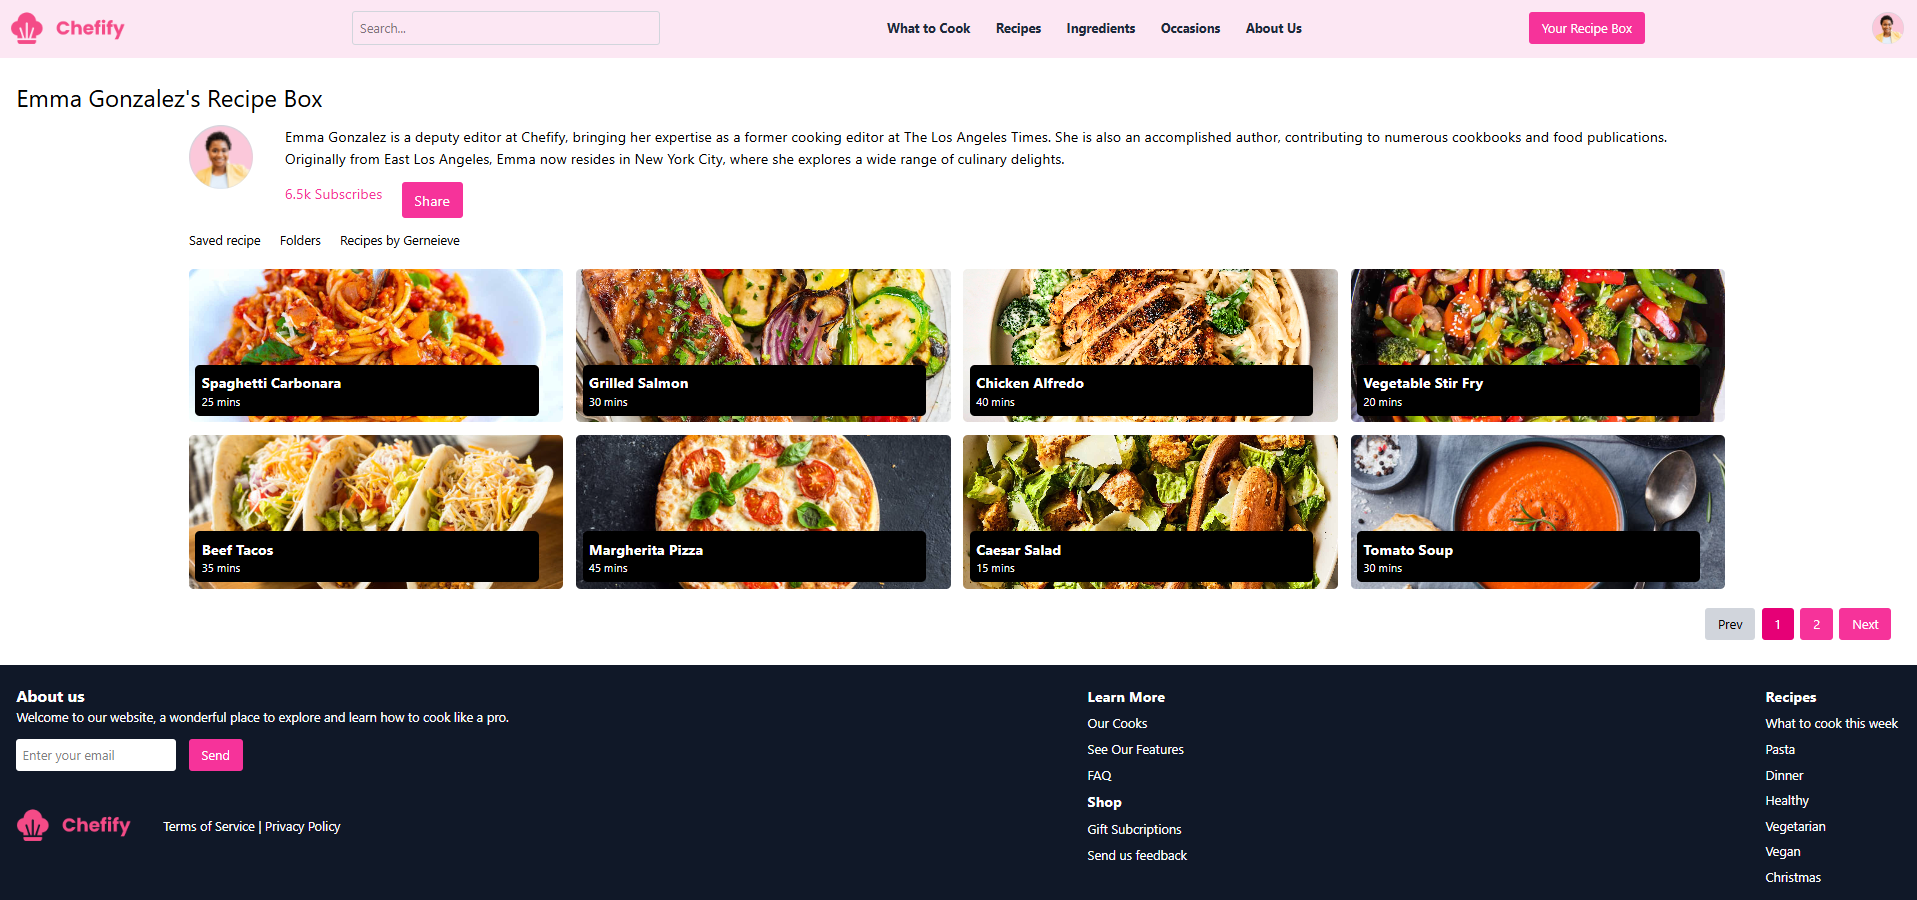 Chefify
Search...
What to Cook
Recipes
Ingredients
Occasions
About Us
Your Recipe Box
Emma Gonzalez's Recipe Box
Emma Gonzalez is a deputy editor at Chefify, bringing her expertise as a former cooking editor at The Los Angeles Times. She is also an accomplished author, contributing to numerous cookbooks and food publications.
Originally from East Los Angeles, Emma now resides in New York City, where she explores a wide range of culinary delights.
6.5k Subscribes
Share
Saved recipe
Folders
Recipes by Gerneieve
Spaghetti Carbonara
25 mins
Grilled Salmon
30 mins
Chicken Alfredo
40 mins
Vegetable Stir Fry
20 mins
Beef Tacos
35 mins
Margherita Pizza
45 mins
Caesar Salad
15 mins
Tomato Soup
30 mins
Prev
1
2
Next
About us
Welcome to our website, a wonderful place to explore and learn how to cook like a pro.
Enter your email
Send
Chefify
Terms of Service | Privacy Policy
Learn More
Our Cooks
See Our Features
FAQ
Shop
Gift Subcriptions
Send us feedback
Recipes
What to cook this week
Pasta
Dinner
Healthy
Vegetarian
Vegan
Christmas